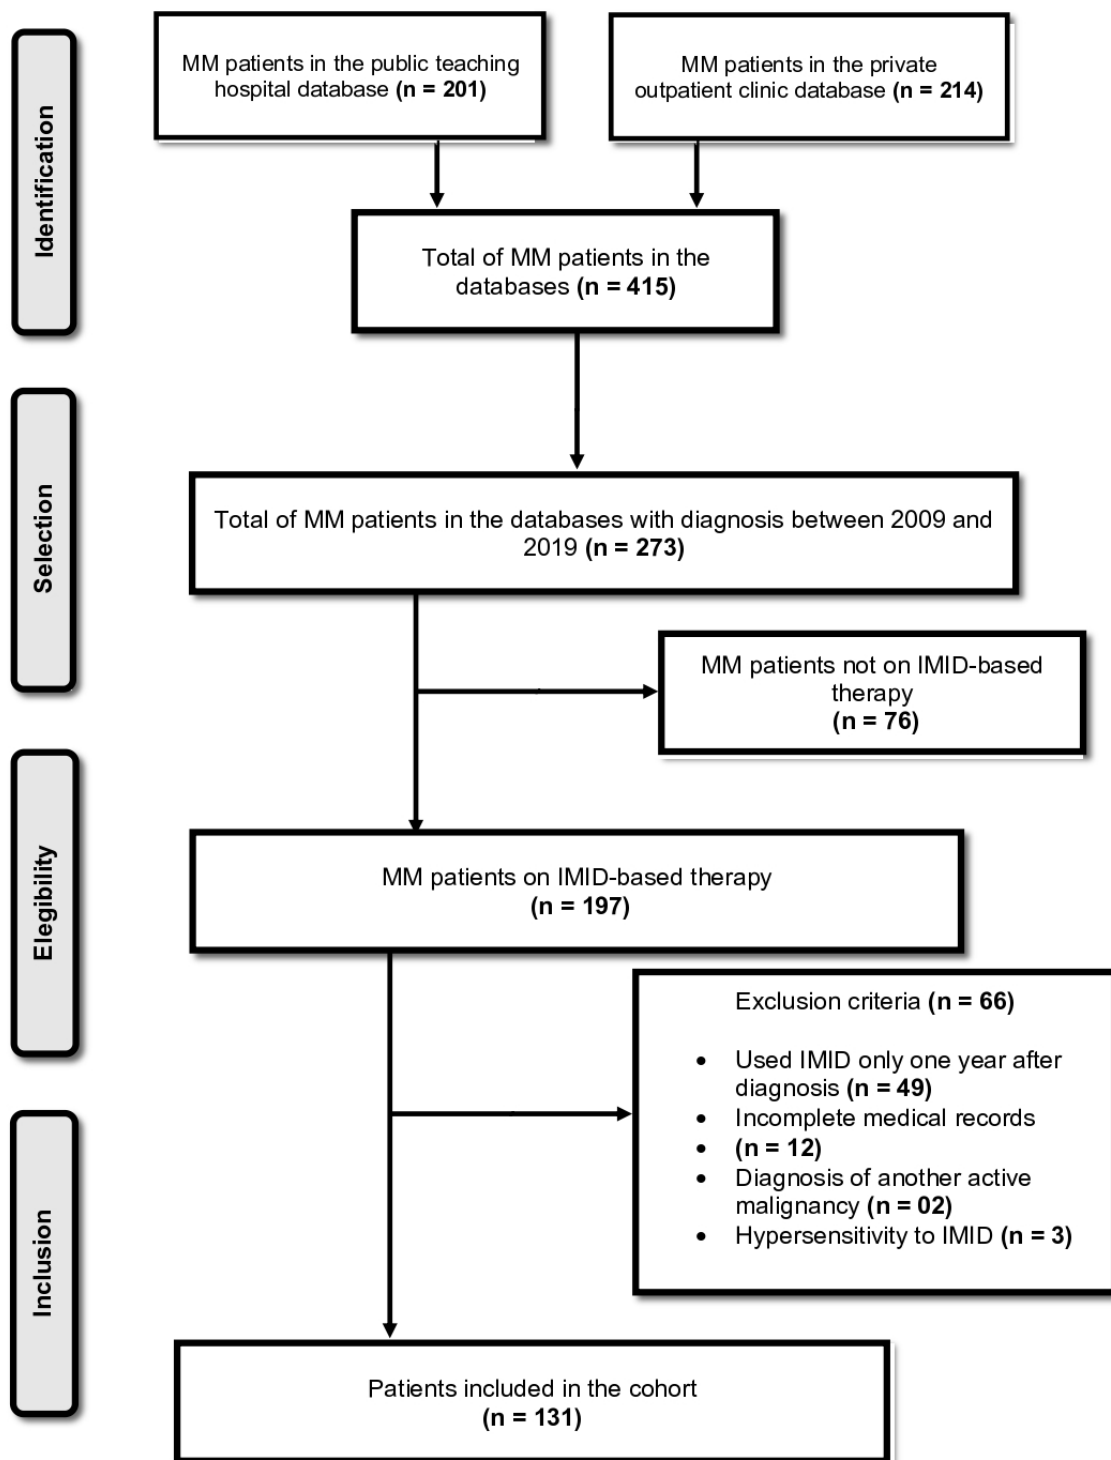 Identification
MM patients in the public teaching
hospital database (n = 201)
MM patients in the private
outpatient clinic database (n = 214)
Total of MM patients in the
databases (n = 415)
Selection
Total of MM patients in the databases with diagnosis between 2009 and
2019 (n = 273)
MM patients not on IMID-based
therapy
(n = 76)
Elegibility
MM patients on IMID-based therapy
(n = 197)
Exclusion criteria (n = 66)
• Used IMID only one year after
diagnosis (n = 49)
• Incomplete medical records
• (n = 12)
• Diagnosis of another active
malignancy (n = 02)
• Hypersensitivity to IMID (n = 3)
Inclusion
Patients included in the cohort
(n = 131)